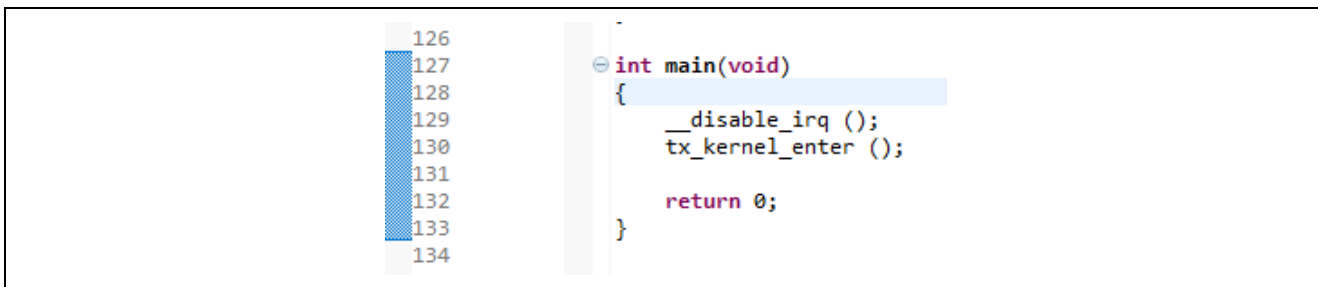 126
127 int main(void)
128 {
129 __disable_irq ();
130 tx_kernel_enter ();
131
132 return 0;
133 }
134